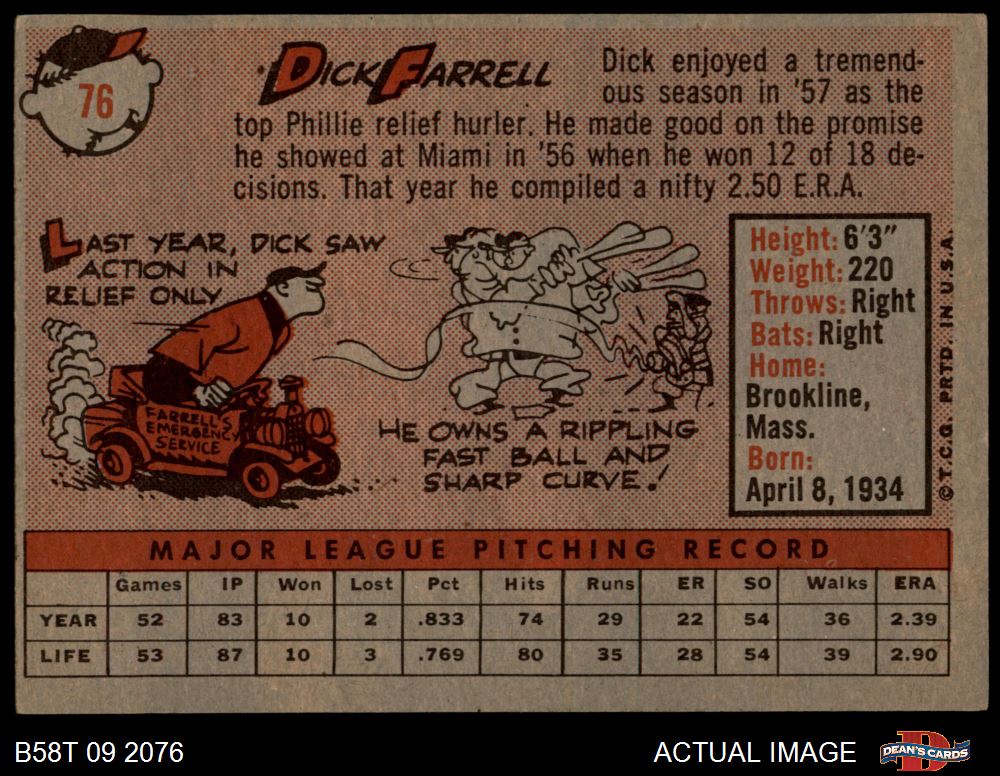 76
DICK FARRELL
Dick enjoyed a tremend-
ous season in '57 as the
top Phillie relief hurler. He made good on the promise
he showed at Miami in '56 when he won 12 of 18 de-
cisions. That year he compiled a nifty 2.50 E.R.A.
LAST YEAR, DICK SAW
ACTION IN
RELIEF ONLY
FARRELL'S
EMERGENCY
SERVICE
HE OWNS A RIPPLING
FAST BALL AND
SHARP CURVE!
Height: 6'3"
Weight: 220
Throws: Right
Bats: Right
Home:
Brookline,
Mass.
Born:
April 8, 1934
© T.C.G. PRTD. IN U.S.A.
MAJOR LEAGUE PITCHING RECORD
Games IP Won Lost Pct Hits Runs ER SO Walks ERA
YEAR 52 83 10 2 .833 74 29 22 54 36 2.39
LIFE 53 87 10 3 .769 80 35 28 54 39 2.90
B58T 09 2076
ACTUAL IMAGE
DEAN'S CARDS